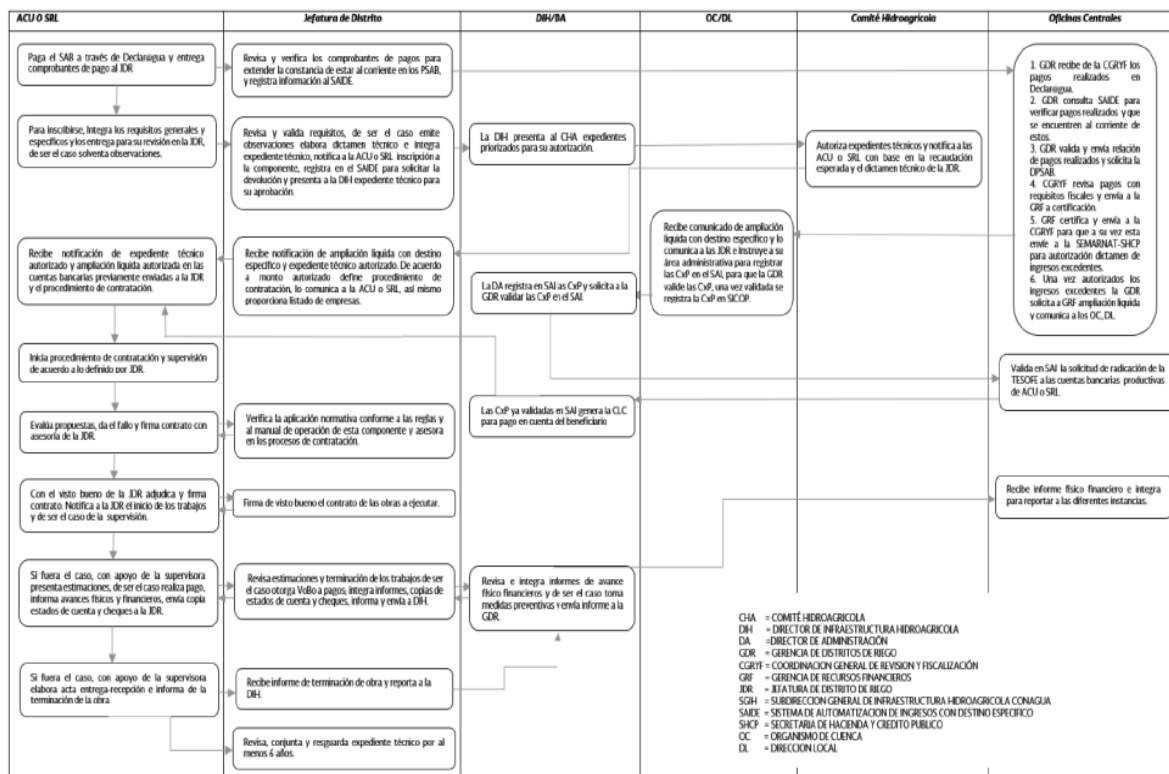 ACU O SRL
Jefatura de Distrito
DIH/DA
OC/DL
Comité Hidroagrícola
Oficinas Centrales
Paga el SAB a través de Declar@gua y entrega
comprobantes de pago al JDR
Revisa y verifica los comprobantes de pagos para
extender la constancia de estar al corriente en los PSAB,
y registra información al SAIDE.
1. GDR recibe de la CGRYF los
pagos realizados en
Declar@gua.
2. GDR consulta SAIDE para
verificar pagos realizados y que
se encuentren al corriente de
estos.
3. GDR valida y envía relación
de pagos realizados y solicita la
DPSAB.
4. CGRYF revisa pagos con
requisitos fiscales y envía a la
GRF a certificación.
5. GRF certifica y envía a la
CGRYF para que a su vez esta
envíe a la SEMARNAT-SHCP
para autorización dictamen de
ingresos excedentes.
6. Una vez autorizados los
ingresos excedentes la GDR
solicita a GRF ampliación liquida
y comunica a los OC, DL
Para inscribirse, integra los requisitos generales y
específicos y los entrega para su revisión en la JDR,
de ser el caso solventa observaciones.
Revisa y valida requisitos, de ser el caso emite
observaciones elabora dictamen técnico e integra
expediente técnico, notifica a la ACU o SRL inscripción a
la componente, registra en el SAIDE para solicitar la
devolución y presenta a la DIH expediente técnico para
su aprobación.
La DIH presenta al CHA expedientes
priorizados para su autorización.
Autoriza expedientes técnicos y notifica a las
ACU o SRL con base en la recaudación
esperada y el dictamen técnico de la JDR.
Recibe notificación de expediente técnico
autorizado y ampliación líquida autorizada en las
cuentas bancarias previamente enviadas a la JDR
y el procedimiento de contratación.
Recibe notificación de ampliación liquida con destino
específico y expediente técnico autorizado. De acuerdo
a monto autorizado define procedimiento de
contratación, lo comunica a la ACU o SRL, así mismo
proporciona listado de empresas.
La DA registra en SAI as CxP y solicita a la
GDR validar las CxP en el SAI.
Recibe comunicado de ampliación
liquida con destino específico y lo
comunica a las JDR e instruye a su
área administrativa para registrar
las CxP en el SAI, para que la GDR
valide las CxP, una vez validada se
registra la CxP en SICOP.
Inicia procedimiento de contratación y supervisión
de acuerdo a lo definido por JDR.
Valida en SAI la solicitud de radicación de la
TESOFE a las cuentas bancarias productivas
de ACU o SRL.
Evalúa propuestas, da el fallo y firma contrato con
asesoría de la JDR.
Verifica la aplicación normativa conforme a las reglas y
al manual de operación de esta componente y asesora
en los procesos de contratación.
Las CxP ya validadas en SAI genera la CLC
para pago en cuenta del beneficiario
Con el visto bueno de la JDR adjudica y firma
contrato. Notifica a la JDR el inicio de los trabajos
y de ser el caso de la supervisión.
Firma de visto bueno el contrato de las obras a ejecutar.
Recibe informe físico financiero e integra
para reportar a las diferentes instancias.
Si fuera el caso, con apoyo de la supervisora
presenta estimaciones, de ser el caso realiza pago,
informa avances físicos y financieros, envía copia
estados de cuenta y cheques a la JDR.
Revisa estimaciones y terminación de los trabajos de ser
el caso otorga VoBo a pagos; integra informes, copias de
estados de cuenta y cheques, informa y envía a DIH.
Revisa e integra informes de avance
físico financieros y de ser el caso toma
medidas preventivas y envía informe a la
GDR.
Si fuera el caso, con apoyo de la supervisora
elabora acta entrega-recepción e informa de la
terminación de la obra.
Recibe informe de terminación de obra y reporta a la
DIH.
Revisa, conjunta y resguarda expediente técnico por al
menos 6 años.
CHA = COMITÉ HIDROAGRICOLA
DIH = DIRECTOR DE INFRAESTRUCTURA HIDROAGRICOLA
DA =DIRECTOR DE ADMINISTRACIÓN
GDR = GERENCIA DE DISTRITOS DE RIEGO
CGRYF= COORDINACION GENERAL DE REVISION Y FISCALIZACIÓN
GRF = GERENCIA DE RECURSOS FINANCIEROS
JDR = JEFATURA DE DISTRITO DE RIEGO
SGIH = SUBDIRECCION GENERAL DE INFRAESTRUCTURA HIDROAGRICOLA CONAGUA
SAIDE = SISTEMA DE AUTOMATIZACION DE INGRESOS CON DESTINO ESPECIFICO
SHCP = SECRETARIA DE HACIENDA Y CREDITO PUBLICO
OC = ORGANISMO DE CUENCA
DL = DIRECCION LOCAL